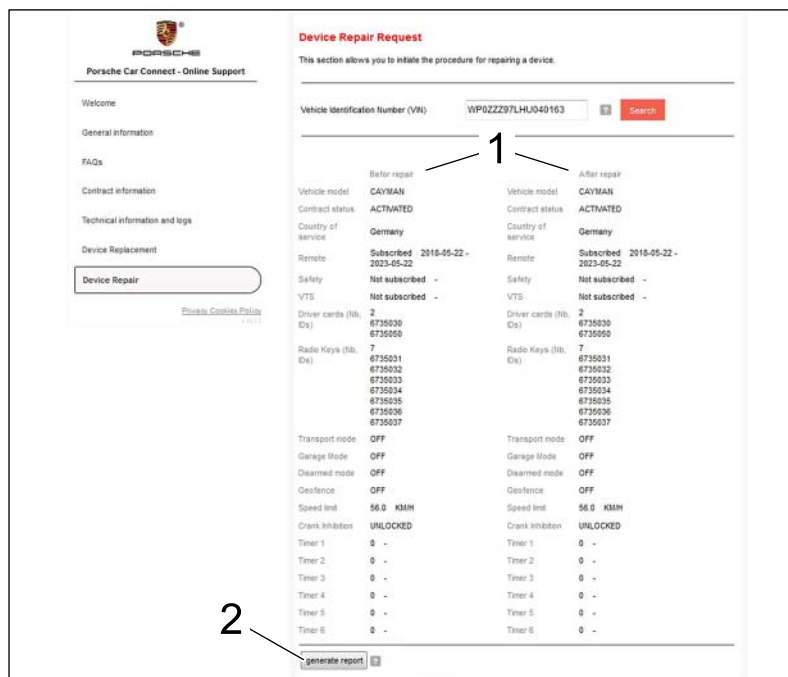 PORSCHE
Porsche Car Connect - Online Support
Welcome
General information
FAQs
Contract information
Technical information and logs
Device Replacement
Device Repair
Privacy Cookies Policy
Device Repair Request
This section allows you to initiate the procedure for repairing a device.
Vehicle Identification Number (VIN) WP0ZZZ97LHU040163 ? Search
1
Befor repair After repair
Vehicle model CAYMAN Vehicle model CAYMAN
Contract status ACTIVATED Contract status ACTIVATED
Country of service Germany Country of service Germany
Remote Subscribed 2018-05-22 - 2023-05-22 Remote Subscribed 2018-05-22 - 2023-05-22
Safety Not subscribed - Safety Not subscribed -
VTS Not subscribed - VTS Not subscribed -
Driver cards (Nb, IDs) 2 Driver cards (Nb, IDs) 2
6735030 6735030
6735050 6735050
Radio Keys (Nb, IDs) 7 Radio Keys (Nb, IDs) 7
6735031 6735031
6735032 6735032
6735033 6735033
6735034 6735034
6735035 6735035
6735036 6735036
6735037 6735037
Transport mode OFF Transport mode OFF
Garage Mode OFF Garage Mode OFF
Disarmed mode OFF Disarmed mode OFF
Geofence OFF Geofence OFF
Speed limit 56.0 KM/H Speed limit 56.0 KM/H
Crank Inhibition UNLOCKED Crank Inhibition UNLOCKED
Timer 1 0 - Timer 1 0 -
Timer 2 0 - Timer 2 0 -
Timer 3 0 - Timer 3 0 -
Timer 4 0 - Timer 4 0 -
Timer 5 0 - Timer 5 0 -
Timer 6 0 - Timer 6 0 -
2
generate report ?